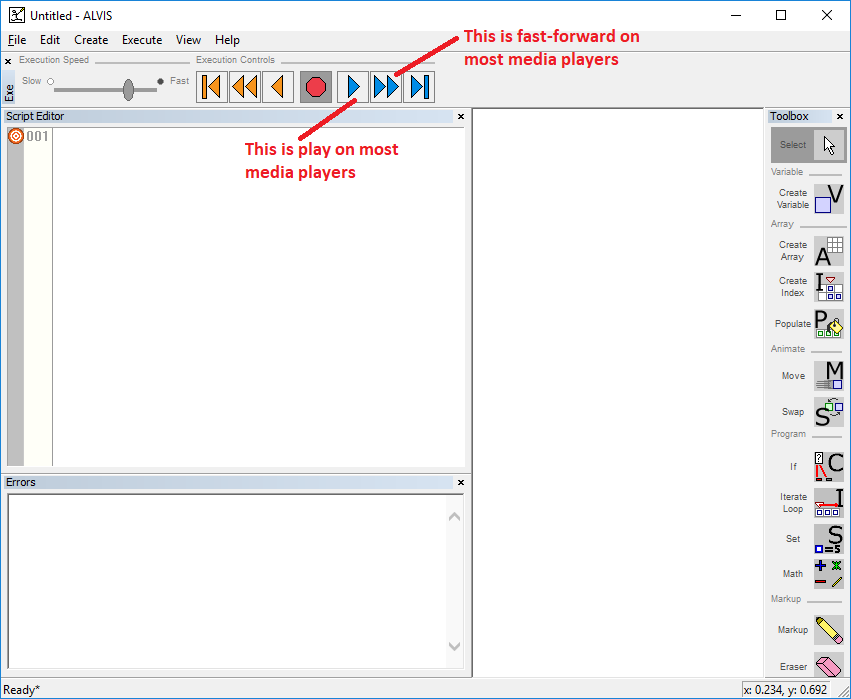 Untitled - ALVIS
File Edit Create Execute View Help
This is fast-forward on
most media players
Execution Speed
Execution Controls
Exe
Slow
Fast
Script Editor
001
This is play on most
media players
Errors
Toolbox
Select
Variable
Create
Variable
V
Array
Create
Array
A
Create
Index
I
Populate
P
Animate
Move
M
Swap
S
Program
If
? C
Iterate
Loop
I
Set
S
=5
Math
Markup
Markup
Eraser
Ready*
x: 0.234, y: 0.692